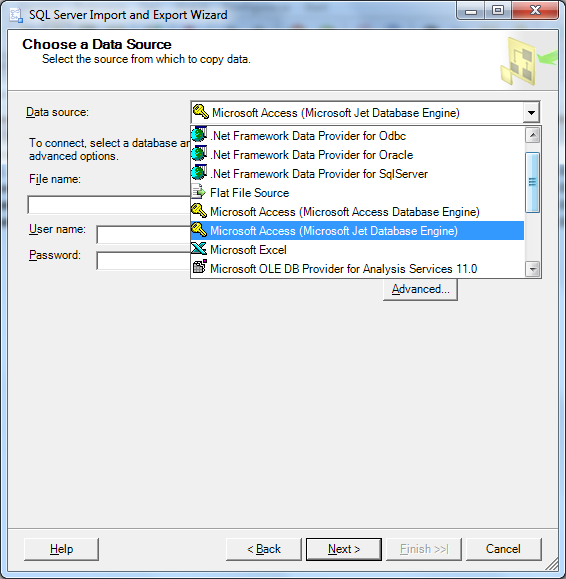 SQL Server Import and Export Wizard
Choose a Data Source
Select the source from which to copy data.
Data source:
Microsoft Access (Microsoft Jet Database Engine)
.Net Framework Data Provider for Odbc
.Net Framework Data Provider for Oracle
.Net Framework Data Provider for SqlServer
Flat File Source
Microsoft Access (Microsoft Access Database Engine)
Microsoft Access (Microsoft Jet Database Engine)
Microsoft Excel
Microsoft OLE DB Provider for Analysis Services 11.0
To connect, select a database
advanced options.
File name:
User name:
Password:
Advanced...
Help
< Back
Next >
Finish >>|
Cancel